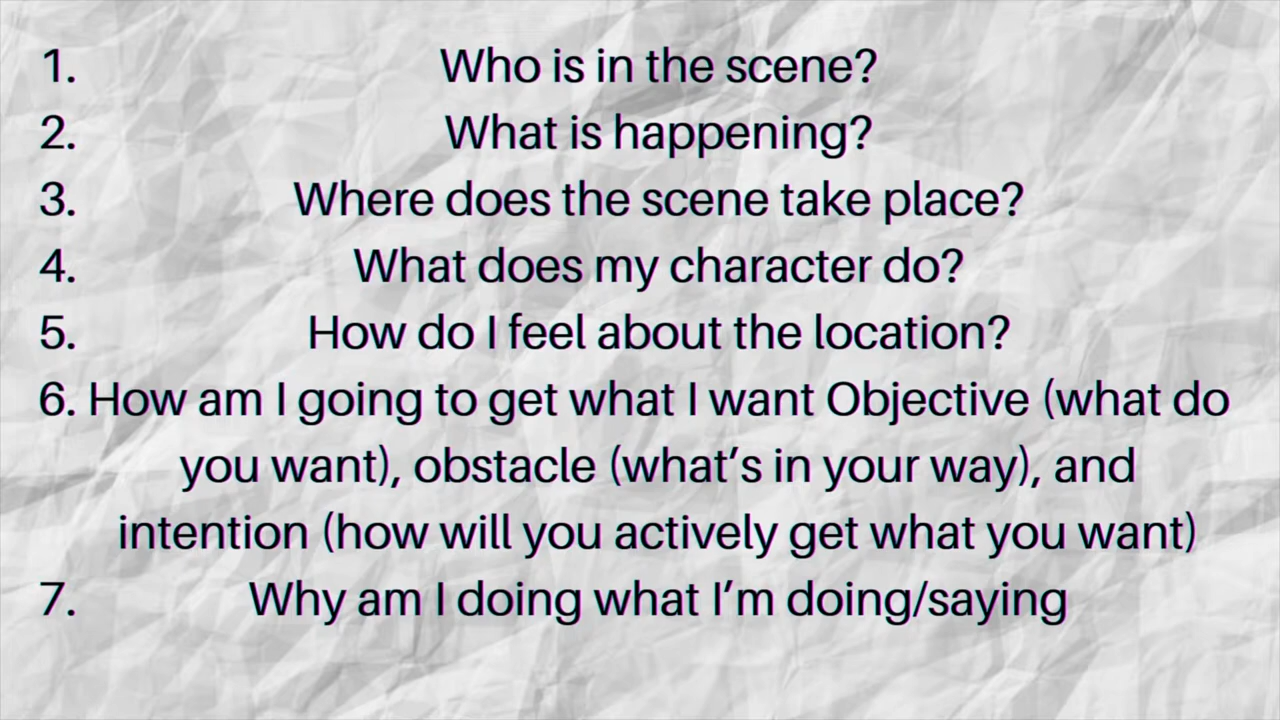 1. Who is in the scene?
2. What is happening?
3. Where does the scene take place?
4. What does my character do?
5. How do I feel about the location?
6. How am I going to get what I want Objective (what do
you want), obstacle (what’s in your way), and
intention (how will you actively get what you want)
7. Why am I doing what I’m doing/saying